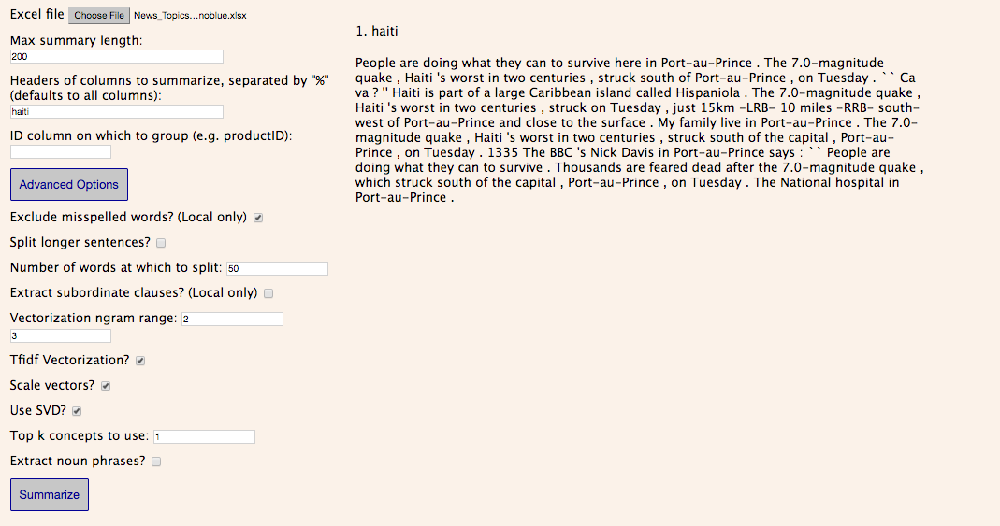 Excel file Choose File News_Topics...noblue.xlsx
Max summary length:
200
Headers of columns to summarize, separated by "%"
(defaults to all columns):
haiti
ID column on which to group (e.g. productID):
Advanced Options
Exclude misspelled words? (Local only)
Split longer sentences?
Number of words at which to split: 50
Extract subordinate clauses? (Local only)
Vectorization ngram range: 2
3
Tfidf Vectorization?
Scale vectors?
Use SVD?
Top k concepts to use: 1
Extract noun phrases?
Summarize
1. haiti
People are doing what they can to survive here in Port-au-Prince . The 7.0-magnitude
quake , Haiti 's worst in two centuries , struck south of Port-au-Prince , on Tuesday . ` ` Ca
va ? '' Haiti is part of a large Caribbean island called Hispaniola . The 7.0-magnitude quake ,
Haiti 's worst in two centuries , struck on Tuesday , just 15km -LRB- 10 miles -RRB- south-
west of Port-au-Prince and close to the surface . My family live in Port-au-Prince . The 7.0-
magnitude quake , Haiti 's worst in two centuries , struck south of the capital , Port-au-
Prince , on Tuesday . 1335 The BBC 's Nick Davis in Port-au-Prince says : ` ` People are
doing what they can to survive . Thousands are feared dead after the 7.0-magnitude quake ,
which struck south of the capital , Port-au-Prince , on Tuesday . The National hospital in
Port-au-Prince .